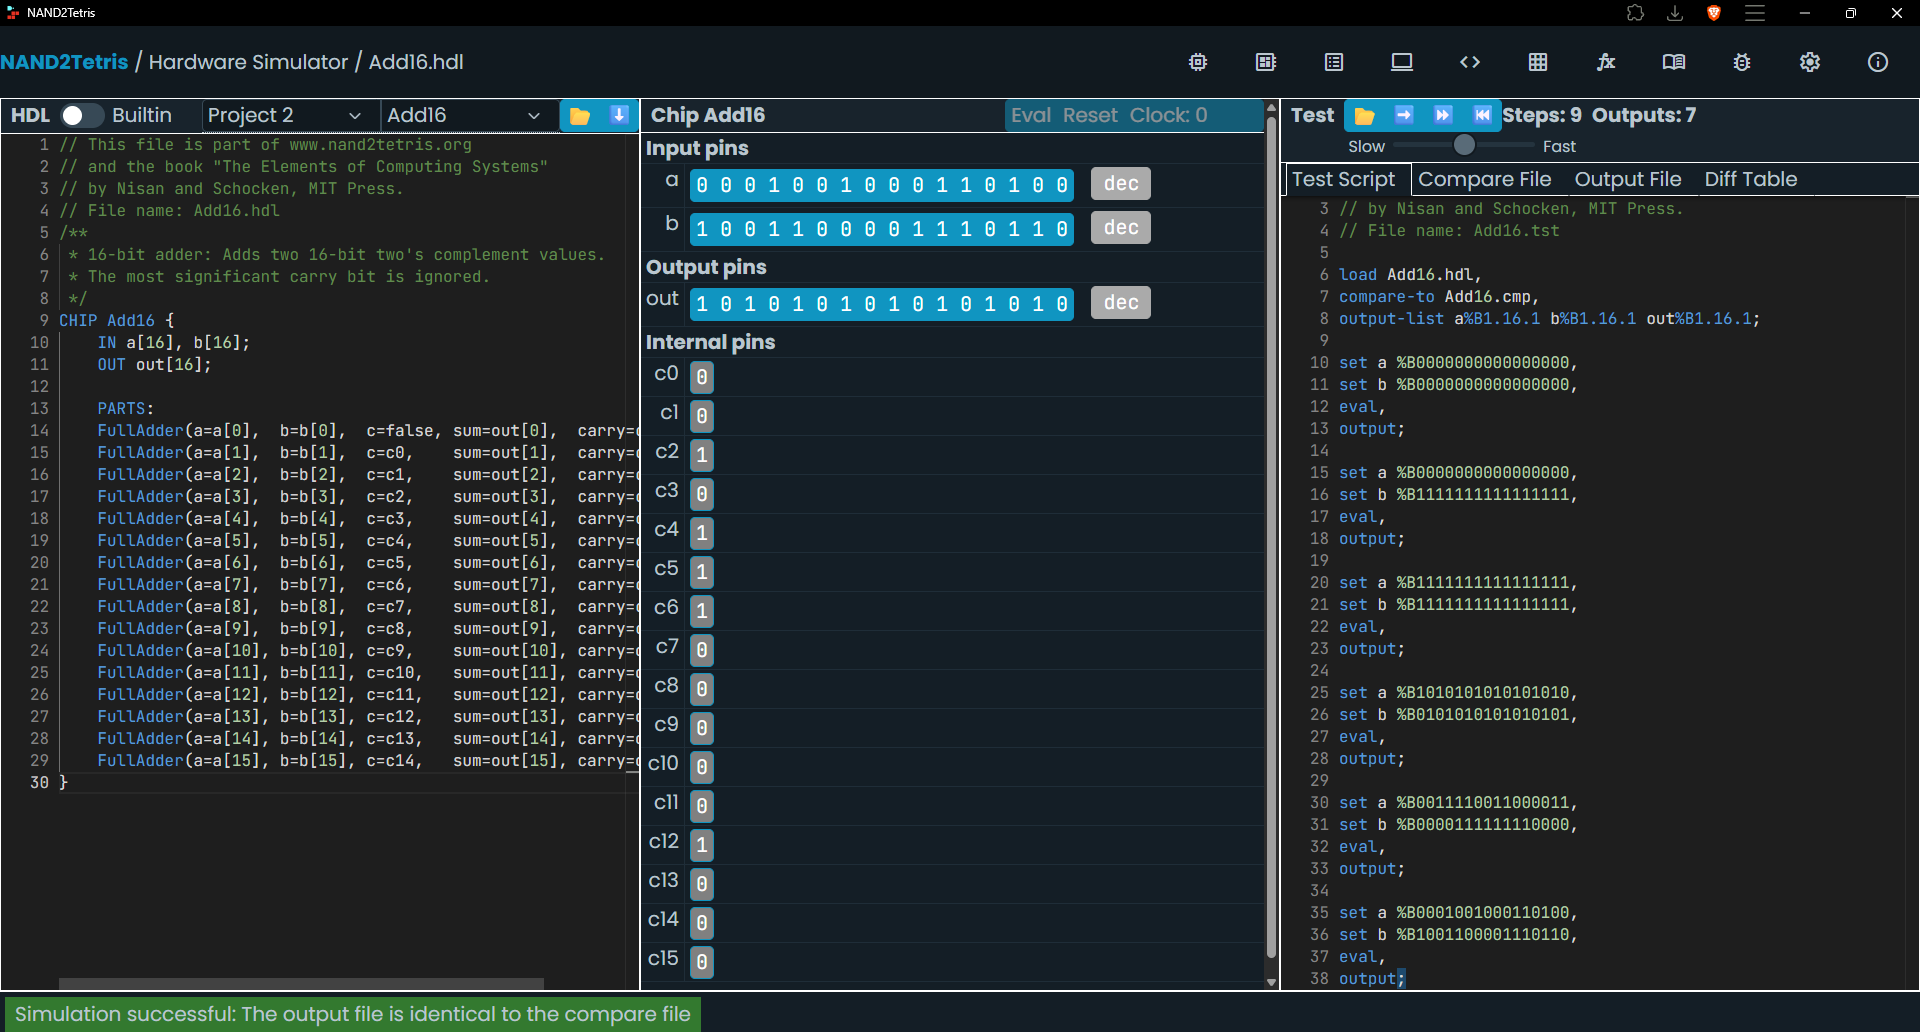 NAND2Tetris
NAND2Tetris / Hardware Simulator / Add16.hdl
HDL Builtin Project 2 Add16
1 // This file is part of www.nand2tetris.org
2 // and the book "The Elements of Computing Systems"
3 // by Nisan and Schocken, MIT Press.
4 // File name: Add16.hdl
5 /**
6 * 16-bit adder: Adds two 16-bit two's complement values.
7 * The most significant carry bit is ignored.
8 */
9 CHIP Add16 {
10 IN a[16], b[16];
11 OUT out[16];
12
13 PARTS:
14 FullAdder(a=a[0], b=b[0], c=false, sum=out[0], carry=c
15 FullAdder(a=a[1], b=b[1], c=c0, sum=out[1], carry=c
16 FullAdder(a=a[2], b=b[2], c=c1, sum=out[2], carry=c
17 FullAdder(a=a[3], b=b[3], c=c2, sum=out[3], carry=c
18 FullAdder(a=a[4], b=b[4], c=c3, sum=out[4], carry=c
19 FullAdder(a=a[5], b=b[5], c=c4, sum=out[5], carry=c
20 FullAdder(a=a[6], b=b[6], c=c5, sum=out[6], carry=c
21 FullAdder(a=a[7], b=b[7], c=c6, sum=out[7], carry=c
22 FullAdder(a=a[8], b=b[8], c=c7, sum=out[8], carry=c
23 FullAdder(a=a[9], b=b[9], c=c8, sum=out[9], carry=c
24 FullAdder(a=a[10], b=b[10], c=c9, sum=out[10], carry=c
25 FullAdder(a=a[11], b=b[11], c=c10, sum=out[11], carry=c
26 FullAdder(a=a[12], b=b[12], c=c11, sum=out[12], carry=c
27 FullAdder(a=a[13], b=b[13], c=c12, sum=out[13], carry=c
28 FullAdder(a=a[14], b=b[14], c=c13, sum=out[14], carry=c
29 FullAdder(a=a[15], b=b[15], c=c14, sum=out[15], carry=c
30 }
Chip Add16 Eval Reset Clock: 0
Input pins
a 0 0 0 1 0 0 1 0 0 0 1 1 0 1 0 0 dec
b 1 0 0 1 1 0 0 0 0 1 1 1 0 1 1 0 dec
Output pins
out 1 0 1 0 1 0 1 0 1 0 1 0 1 0 1 0 dec
Internal pins
c0 0
c1 0
c2 1
c3 0
c4 1
c5 1
c6 1
c7 0
c8 0
c9 0
c10 0
c11 0
c12 1
c13 0
c14 0
c15 0
Test Steps: 9 Outputs: 7
Slow Fast
Test Script Compare File Output File Diff Table
3 // by Nisan and Schocken, MIT Press.
4 // File name: Add16.tst
5
6 load Add16.hdl,
7 compare-to Add16.cmp,
8 output-list a%B1.16.1 b%B1.16.1 out%B1.16.1;
9
10 set a %B0000000000000000,
11 set b %B0000000000000000,
12 eval,
13 output;
14
15 set a %B0000000000000000,
16 set b %B1111111111111111,
17 eval,
18 output;
19
20 set a %B1111111111111111,
21 set b %B1111111111111111,
22 eval,
23 output;
24
25 set a %B1010101010101010,
26 set b %B0101010101010101,
27 eval,
28 output;
29
30 set a %B0011110011000011,
31 set b %B0000111111110000,
32 eval,
33 output;
34
35 set a %B0001001000110100,
36 set b %B1001100001110110,
37 eval,
38 output;
Simulation successful: The output file is identical to the compare file